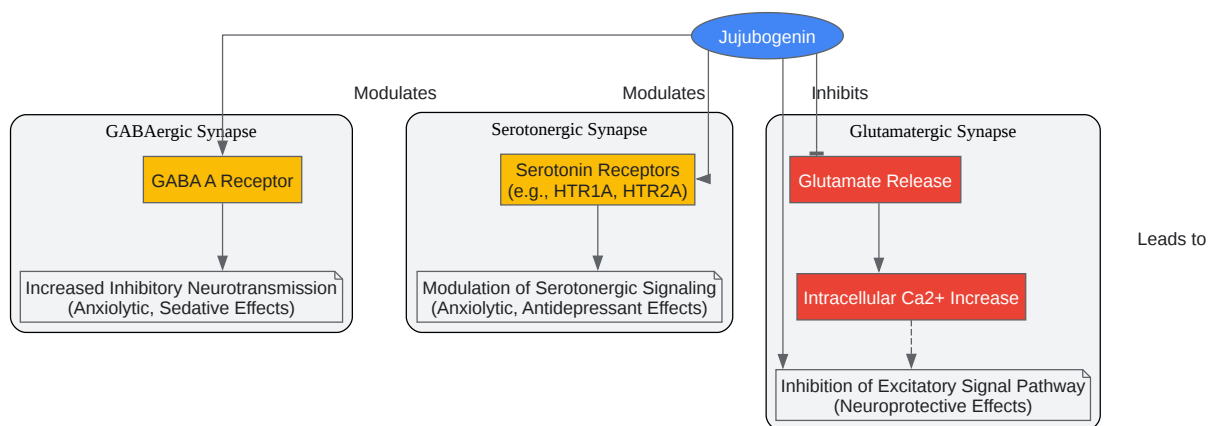 Jujubogenin
Modulates
Modulates
Inhibits
GABAergic Synapse
GABA A Receptor
Increased Inhibitory Neurotransmission
(Anxiolytic, Sedative Effects)
Serotonergic Synapse
Serotonin Receptors
(e.g., HTR1A, HTR2A)
Modulation of Serotonergic Signaling
(Anxiolytic, Antidepressant Effects)
Glutamatergic Synapse
Glutamate Release
Intracellular Ca2+ Increase
Inhibition of Excitatory Signal Pathway
(Neuroprotective Effects)
Leads to